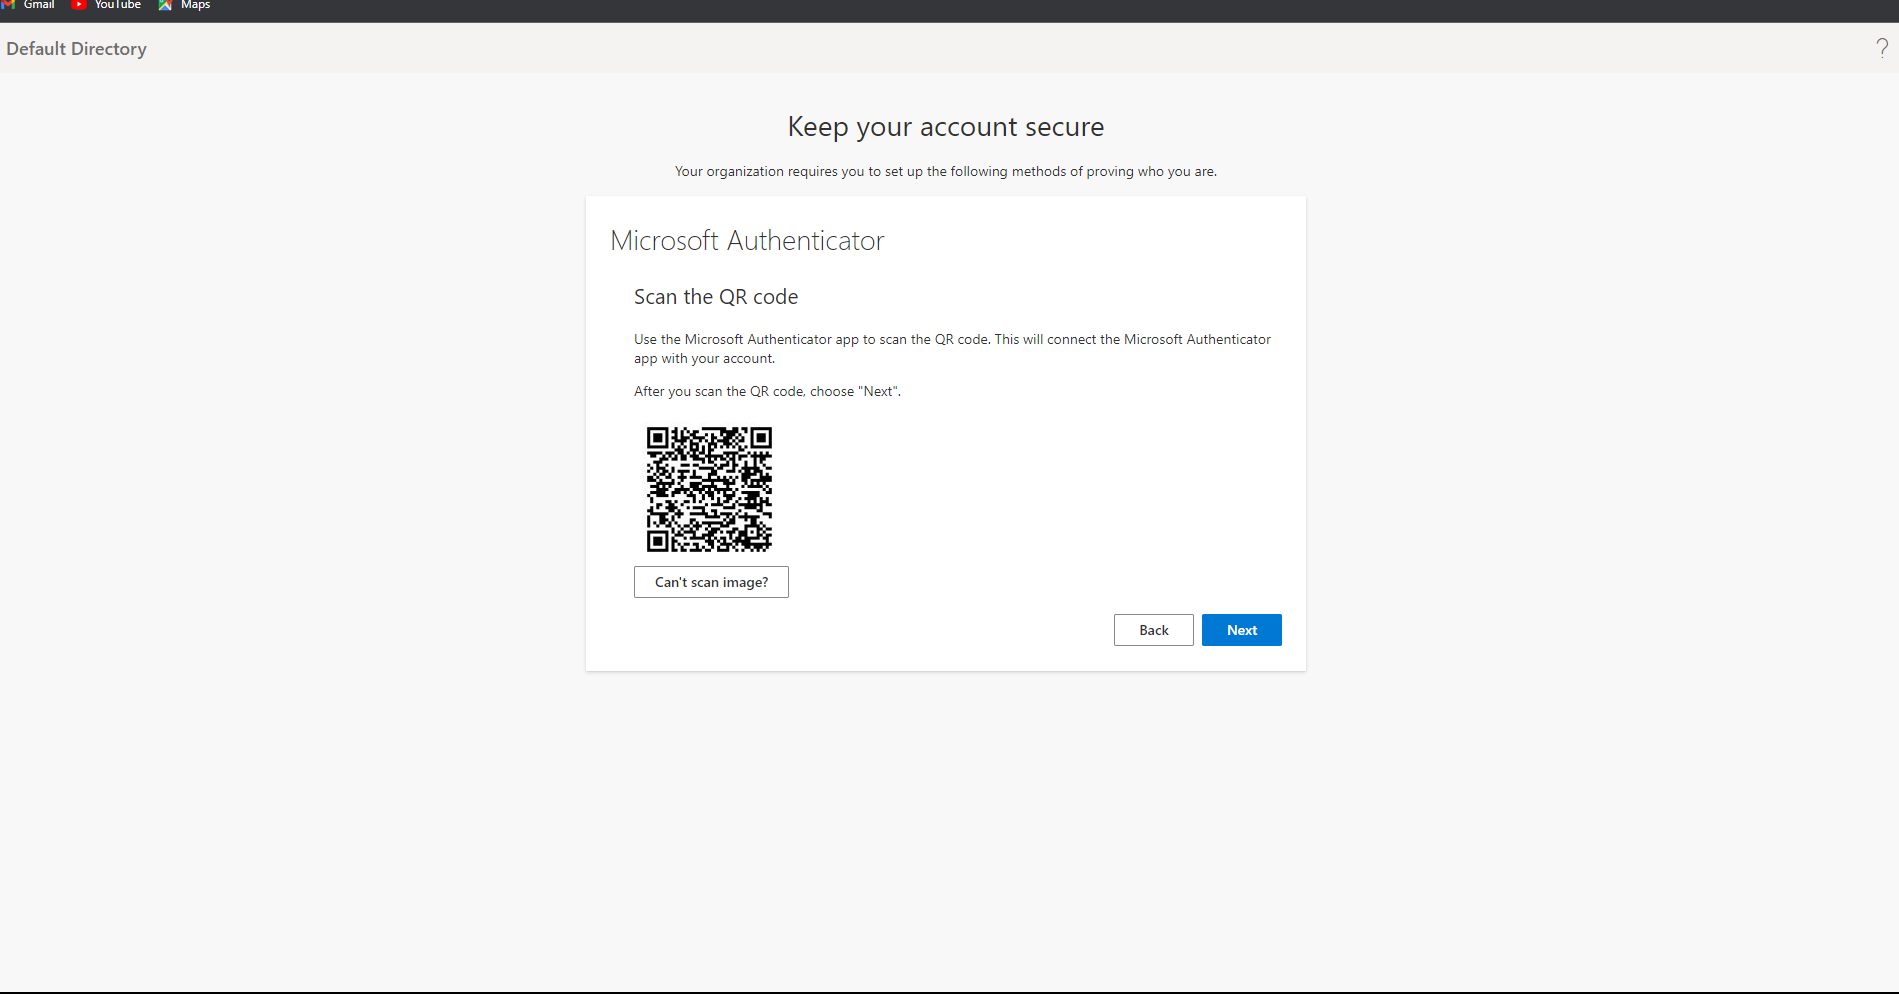 Gmail YouTube Maps
Default Directory
?
Keep your account secure
Your organization requires you to set up the following methods of proving who you are.
Microsoft Authenticator
Scan the QR code
Use the Microsoft Authenticator app to scan the QR code. This will connect the Microsoft Authenticator
app with your account.
After you scan the QR code, choose "Next".
Can't scan image?
Back Next